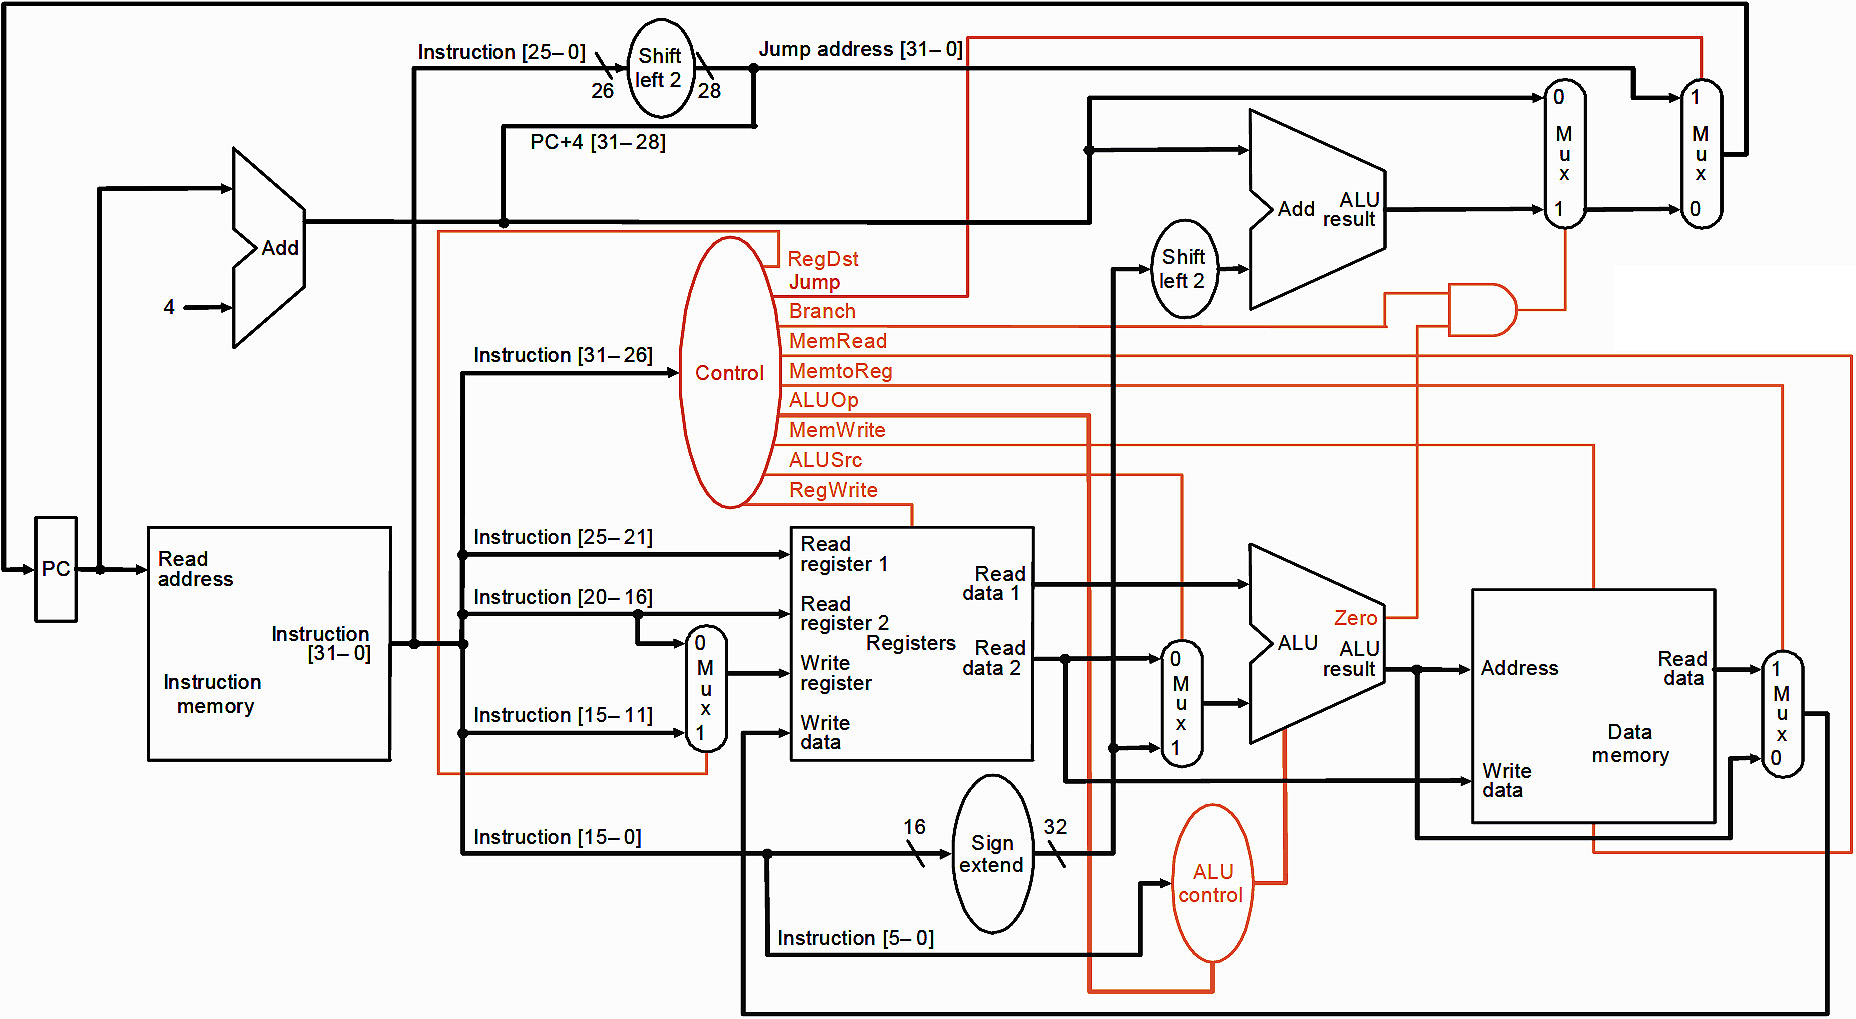 Instruction [25–0]
26
Shift
left 2
28
Jump address [31–0]
PC+4 [31–28]
0
M
u
x
1
1
M
u
x
0
Add
4
Add
ALU
result
Shift
left 2
RegDst
Jump
Branch
MemRead
MemtoReg
ALUOp
MemWrite
ALUSrc
RegWrite
Instruction [31–26]
Control
PC
Read
address
Instruction
[31–0]
Instruction
memory
Instruction [25–21]
Instruction [20–16]
Instruction [15–11]
Instruction [15–0]
0
M
u
x
1
Read
register 1
Read
register 2
Write
register
Write
data
Registers
Read
data 1
Read
data 2
0
M
u
x
1
Zero
ALU
ALU
result
Address
Write
data
Read
data
Data
memory
1
M
u
x
0
16
Sign
extend
32
ALU
control
Instruction [5–0]